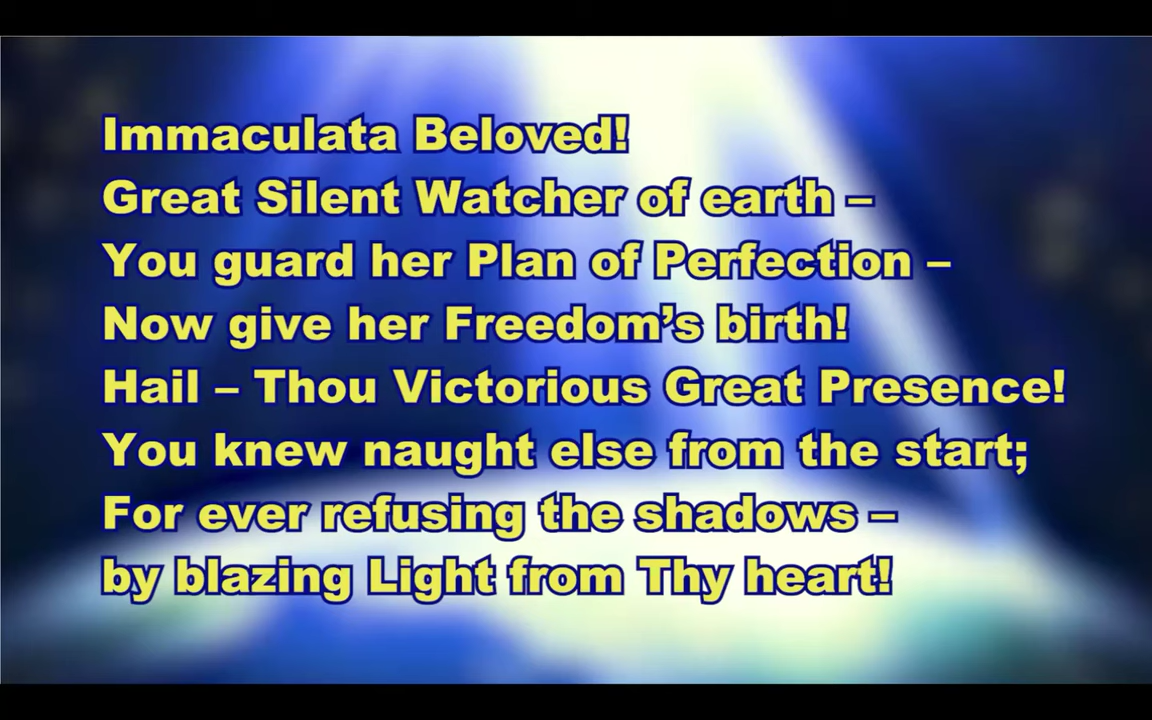 Immaculata Beloved!
Great Silent Watcher of earth –
You guard her Plan of Perfection –
Now give her Freedom’s birth!
Hail – Thou Victorious Great Presence!
You knew naught else from the start;
For ever refusing the shadows –
by blazing Light from Thy heart!